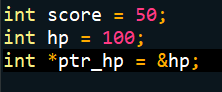 int score = 50;
int hp = 100;
int *ptr_hp = &hp;